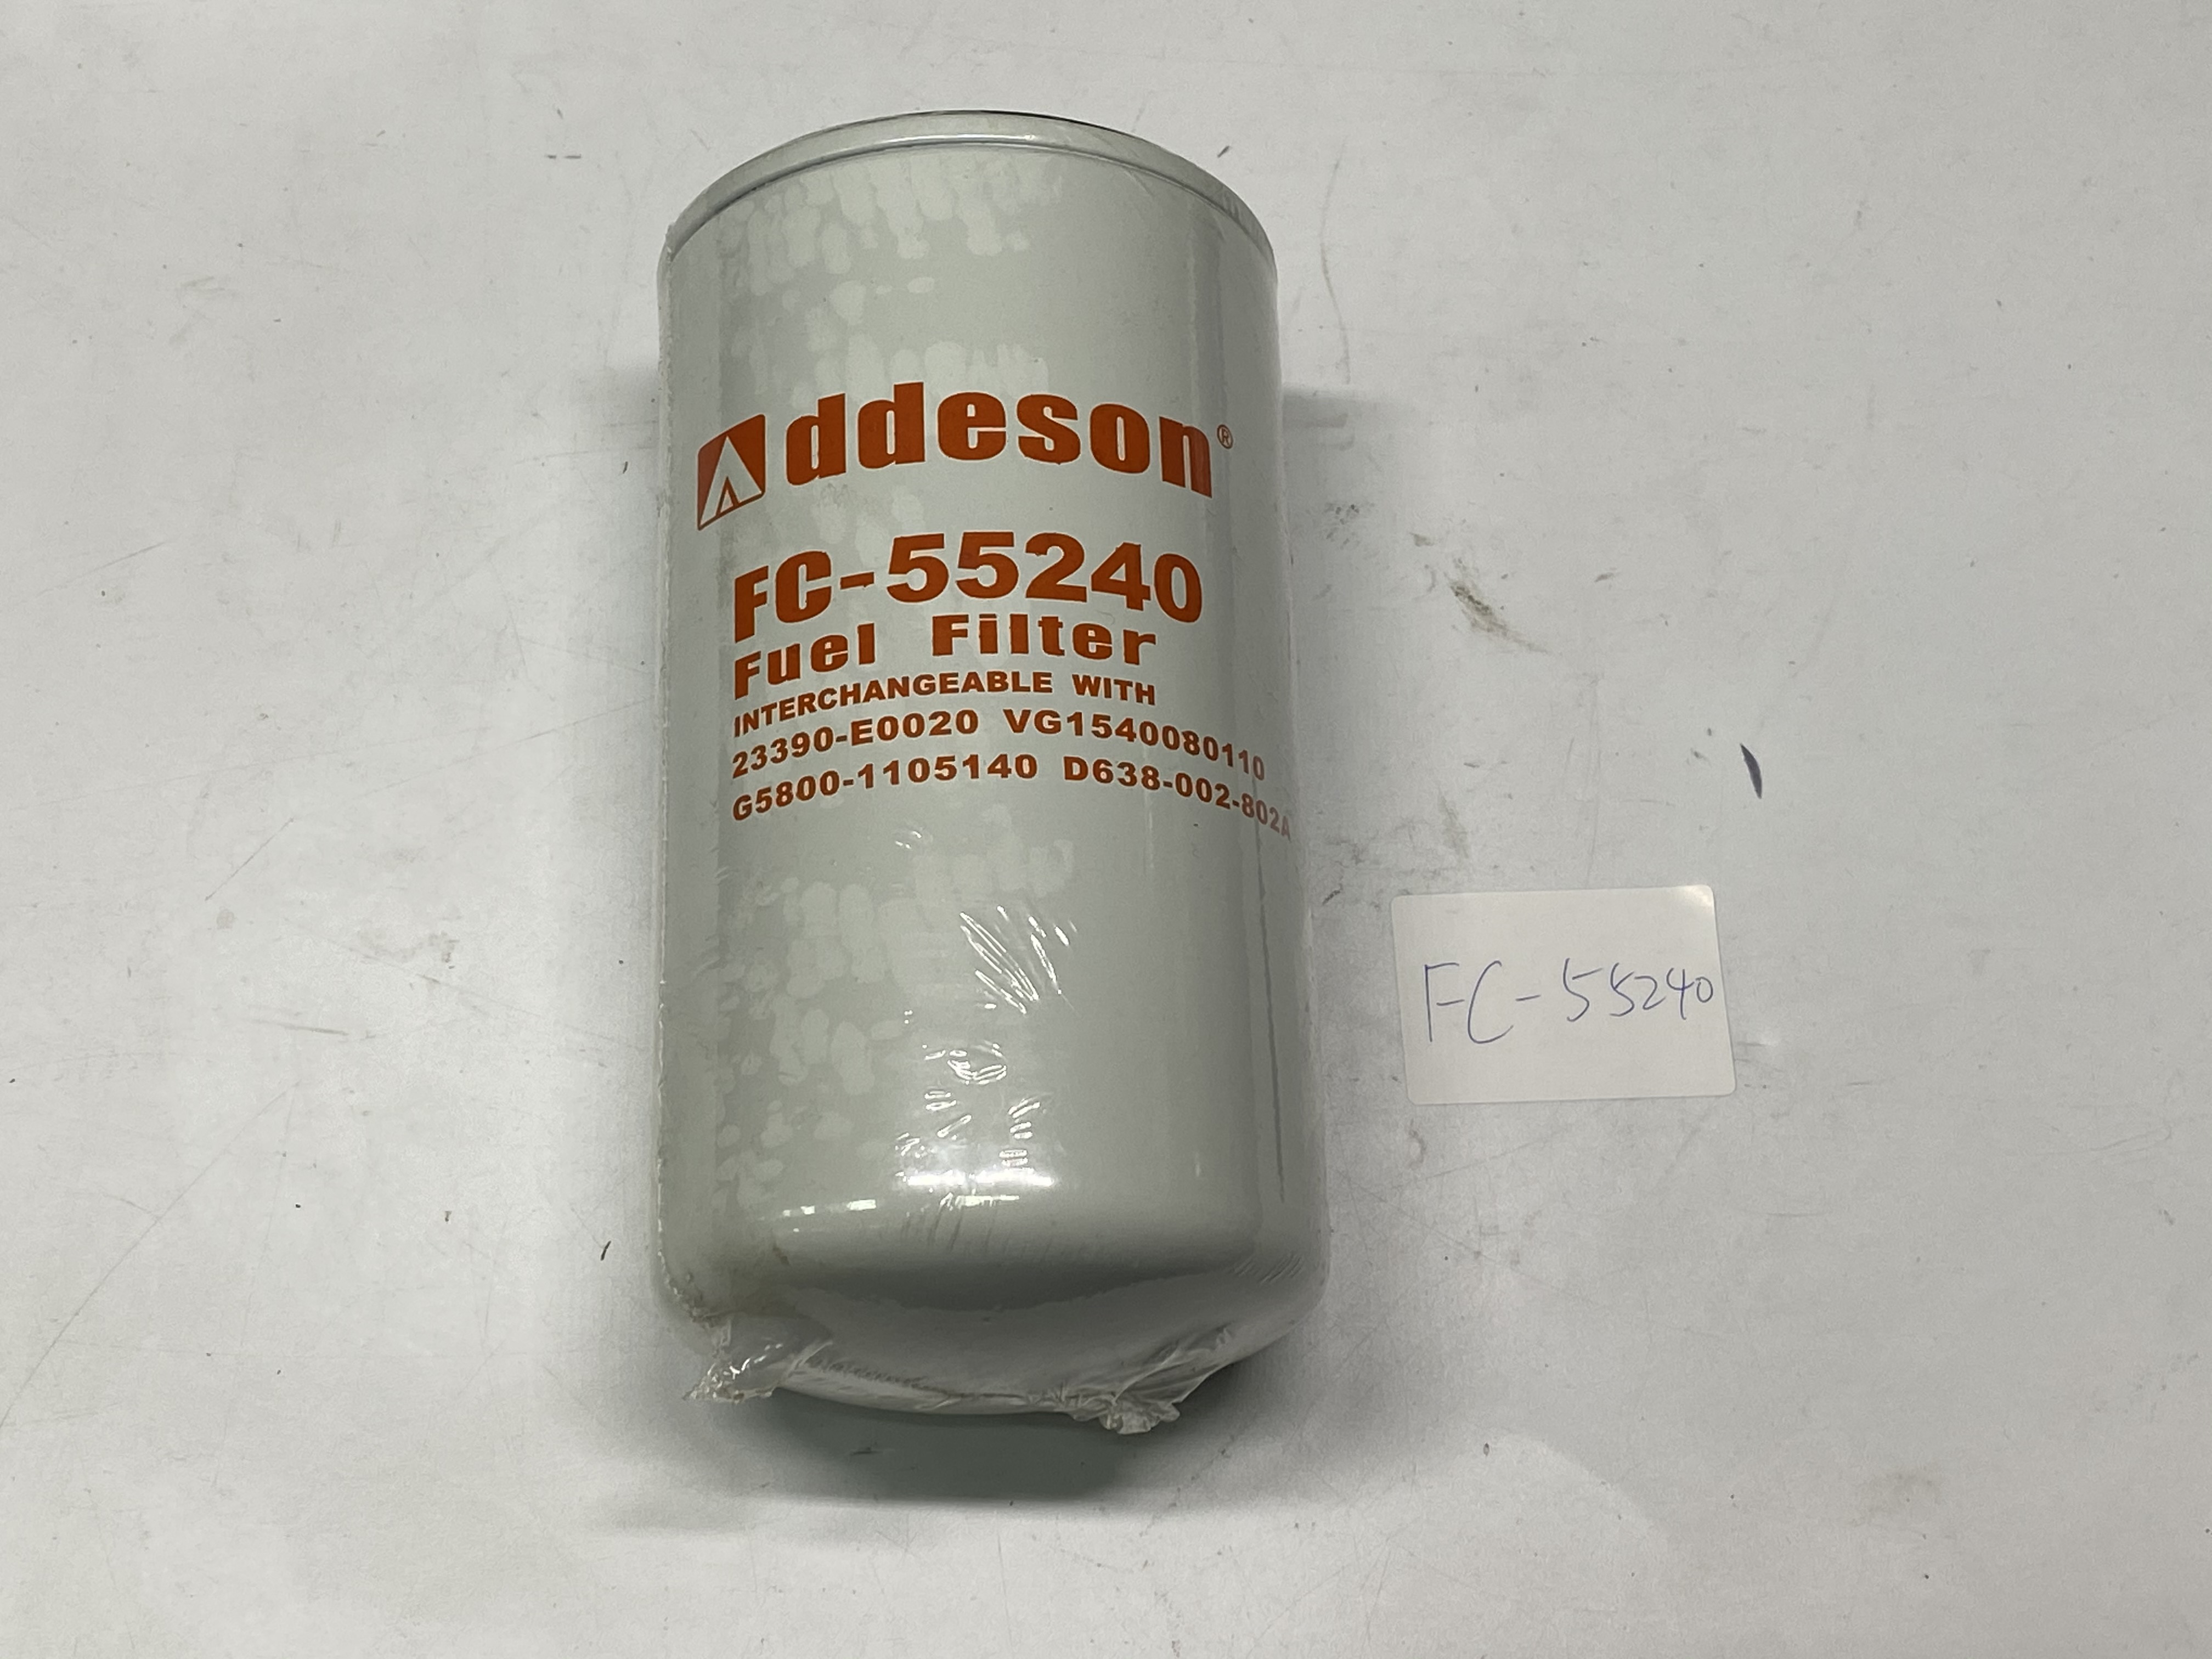 Addeson®
FC-55240
Fuel Filter
INTERCHANGEABLE WITH
23390-E0020 VG1540080110
G5800-1105140 D638-002-802A
FC-55240